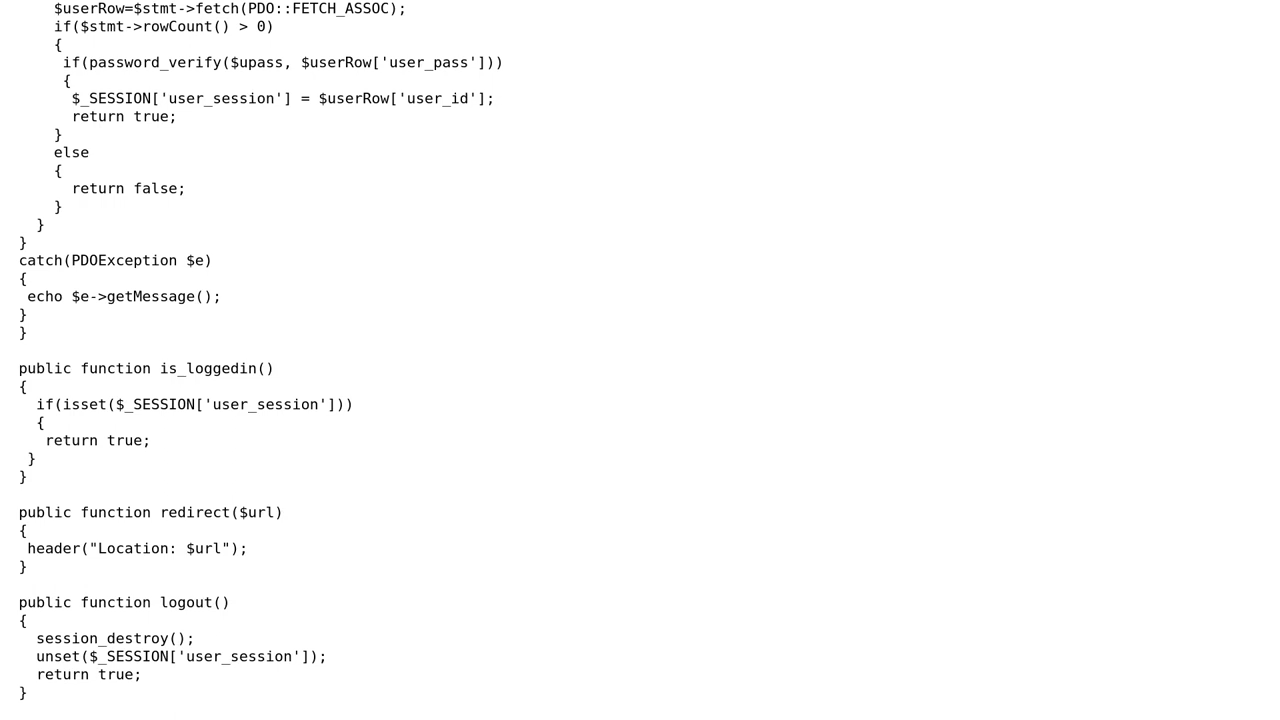 $userRow=$stmt->fetch(PDO::FETCH_ASSOC);
if($stmt->rowCount() > 0)
{
if(password_verify($upass, $userRow['user_pass']))
{
$_SESSION['user_session'] = $userRow['user_id'];
return true;
}
else
{
return false;
}
}
}
catch(PDOException $e)
{
echo $e->getMessage();
}
}

public function is_loggedin()
{
if(isset($_SESSION['user_session']))
{
return true;
}
}

public function redirect($url)
{
header("Location: $url");
}

public function logout()
{
session_destroy();
unset($_SESSION['user_session']);
return true;
}